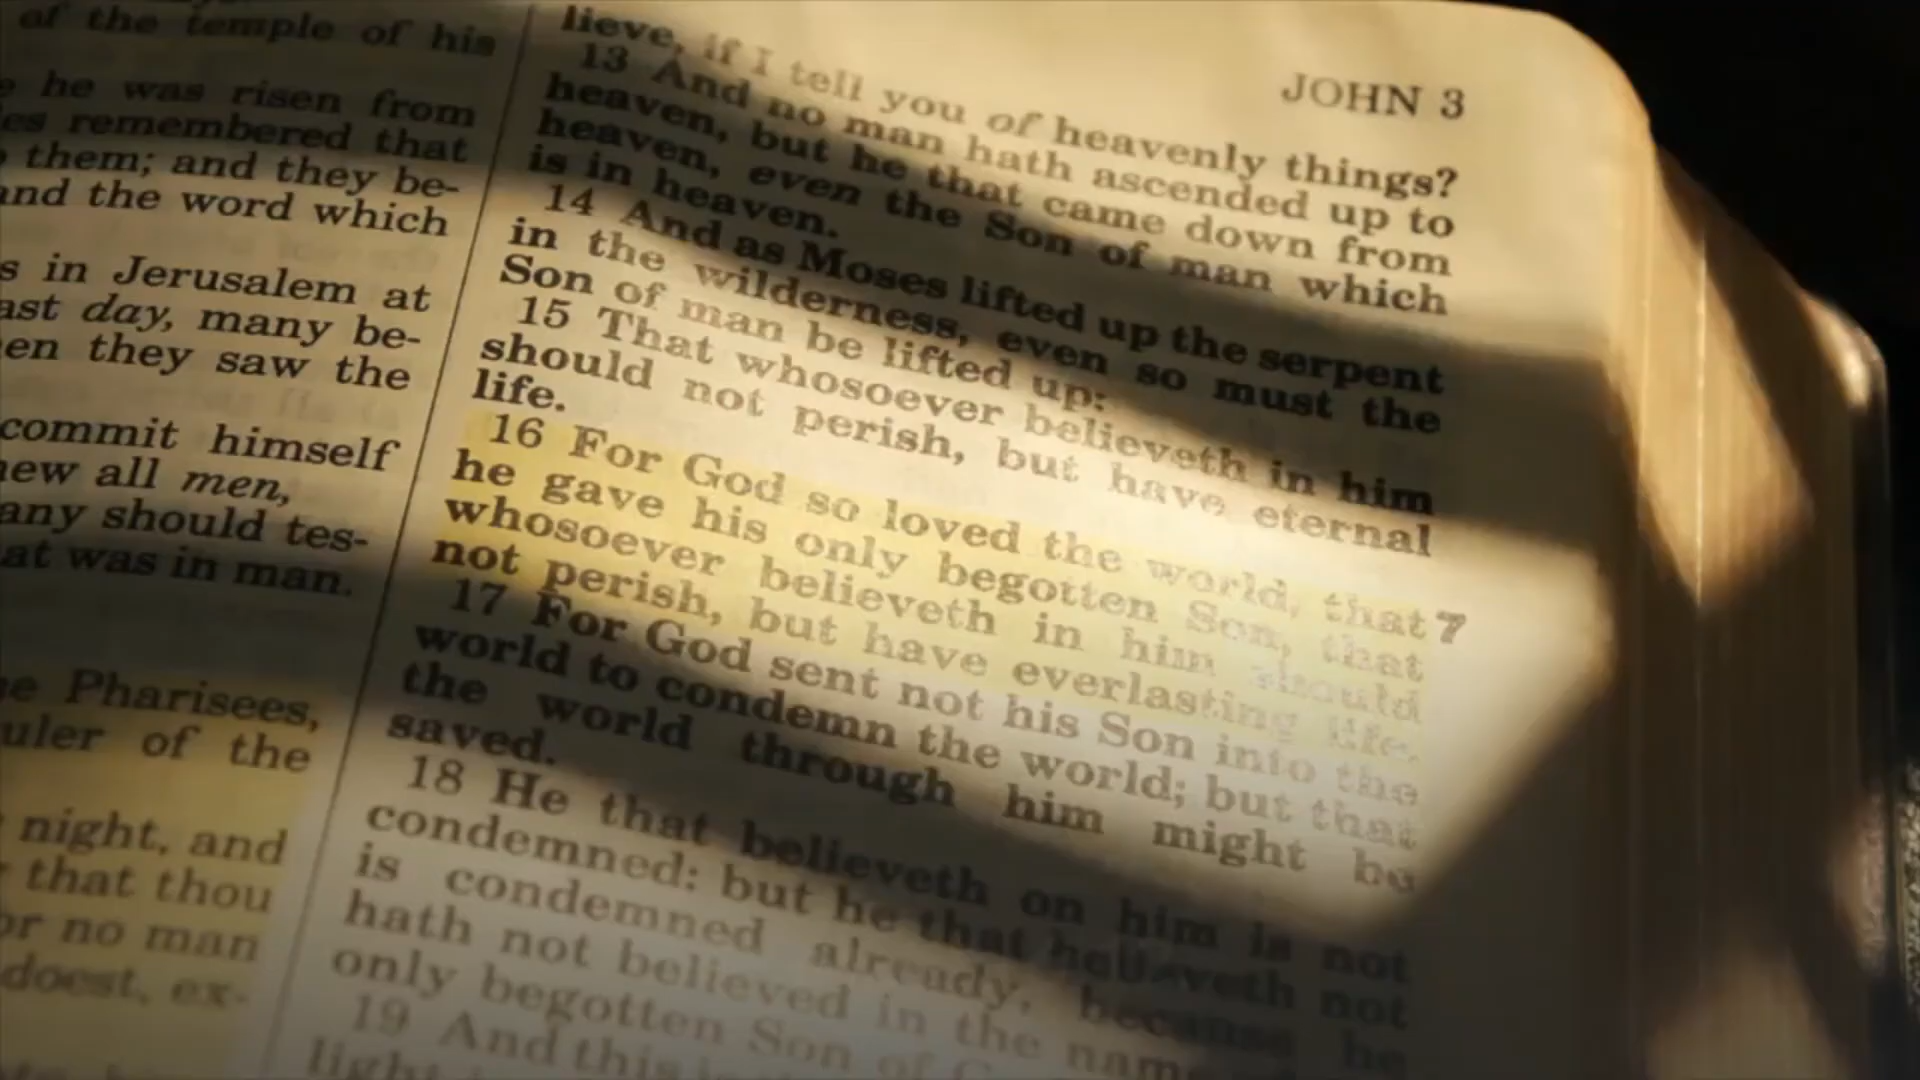 of the temple of his
he was risen from
remembered that
them; and they be-
and the word which
in Jerusalem at
day, many be-
they saw the
commit himself
all men,
any should tes-
at was in man.
Pharisees,
of the
night, and
that thou
no man
doest, ex-
JOHN 3
lieve, if I tell you of heavenly things?
13 And no man hath ascended up to
heaven, but he that came down from
heaven, even the Son of man which
is in heaven.
14 And as Moses lifted up the serpent
in the wilderness, even so must the
Son of man be lifted up:
15 That whosoever believeth in him
should not perish, but have eternal
life.
16 For God so loved the world, that 7
he gave his only begotten Son, that
whosoever believeth in him should
not perish, but have everlasting life.
17 For God sent not his Son into the
world to condemn the world; but that
the world through him might be
saved.
18 He that believeth on him is not
condemned: but he that believeth not
is condemned already, because he
hath not believed in the name
only begotten Son of
19 And this is
light